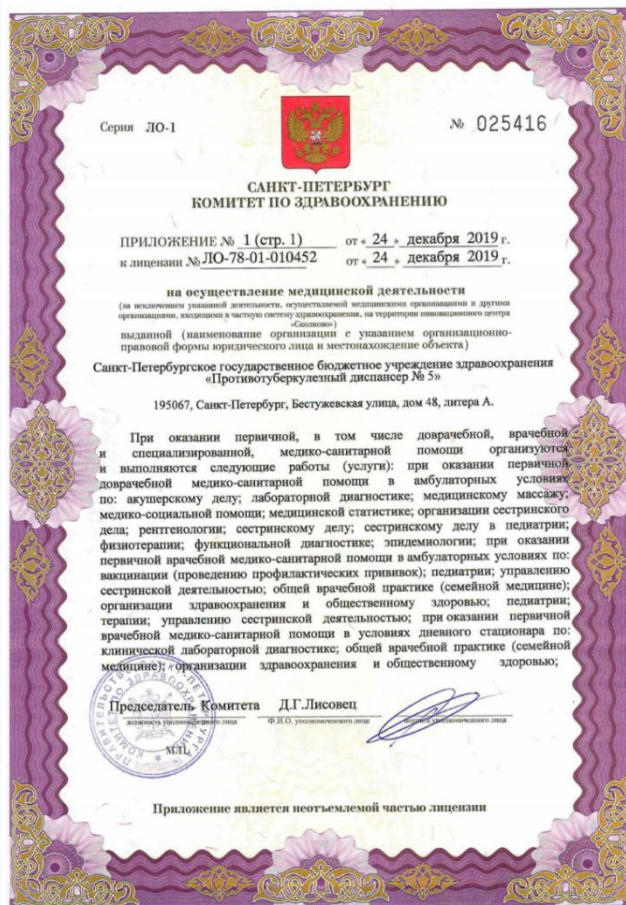 Серия ЛО-1
№ 025416
САНКТ-ПЕТЕРБУРГ
КОМИТЕТ ПО ЗДРАВООХРАНЕНИЮ
ПРИЛОЖЕНИЕ № 1 (стр. 1) от « 24 » декабря 2019 г.
к лицензии № ЛО-78-01-010452 от « 24 » декабря 2019 г.
на осуществление медицинской деятельности
(за исключением указанной деятельности, осуществляемой медицинскими организациями и другими
организациями, входящими в частную систему здравоохранения, на территории инновационного центра
«Сколково»)
выданной (наименование организации с указанием организационно-
правовой формы юридического лица и местонахождение объекта)
Санкт-Петербургское государственное бюджетное учреждение здравоохранения
«Противотуберкулезный диспансер № 5»
195067, Санкт-Петербург, Бестужевская улица, дом 48, литера А.
При оказании первичной, в том числе доврачебной, врачебной
и специализированной, медико-санитарной помощи организуются
и выполняются следующие работы (услуги): при оказании первичной
доврачебной медико-санитарной помощи в амбулаторных условиях
по: акушерскому делу; лабораторной диагностике; медицинскому массажу;
медико-социальной помощи; медицинской статистике; организации сестринского
дела; рентгенологии; сестринскому делу; сестринскому делу в педиатрии;
физиотерапии; функциональной диагностике; эпидемиологии; при оказании
первичной врачебной медико-санитарной помощи в амбулаторных условиях по:
вакцинации (проведению профилактических прививок); педиатрии; управлению
сестринской деятельностью; общей врачебной практике (семейной медицине);
организации здравоохранения и общественному здоровью; педиатрии;
терапии; управлению сестринской деятельностью; при оказании первичной
врачебной медико-санитарной помощи в условиях дневного стационара по:
клинической лабораторной диагностике; общей врачебной практике (семейной
медицине); организации здравоохранения и общественному здоровью;
Председатель Комитета Д.Г.Лисовец
должность уполномоченного лица Ф.И.О. уполномоченного лица подпись уполномоченного лица
М.П.
Приложение является неотъемлемой частью лицензии